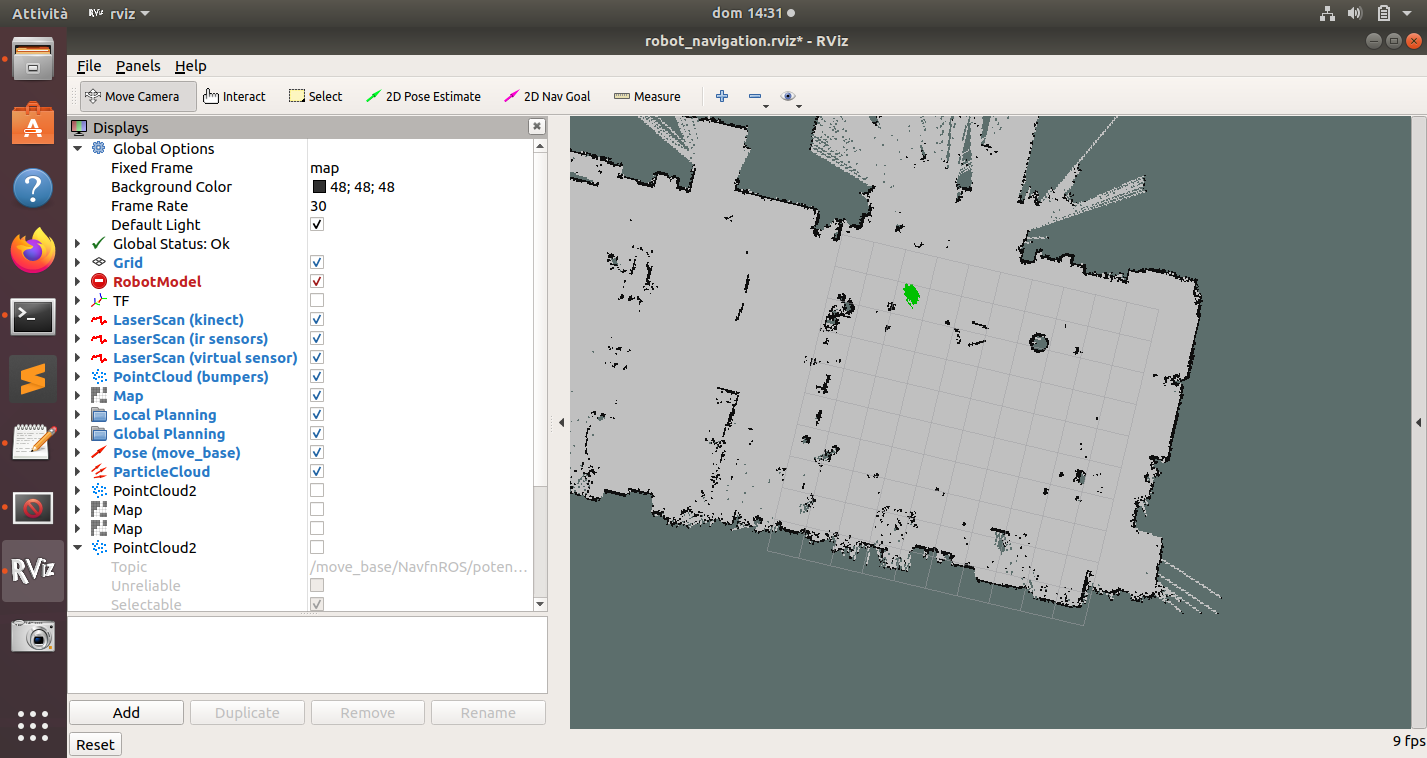 Attività
RViz
rviz
dom 14:31
robot_navigation.rviz* - RViz
File
Panels
Help
Move Camera
Interact
Select
2D Pose Estimate
2D Nav Goal
Measure
Displays
Global Options
Fixed Frame
map
Background Color
48; 48; 48
Frame Rate
30
Default Light
Global Status: Ok
Grid
RobotModel
TF
LaserScan (kinect)
LaserScan (ir sensors)
LaserScan (virtual sensor)
PointCloud (bumpers)
Map
Local Planning
Global Planning
Pose (move_base)
ParticleCloud
PointCloud2
Map
Map
PointCloud2
Topic
/move_base/NavfnROS/poten...
Unreliable
Selectable
RViz
Add
Duplicate
Remove
Rename
Reset
9 fps